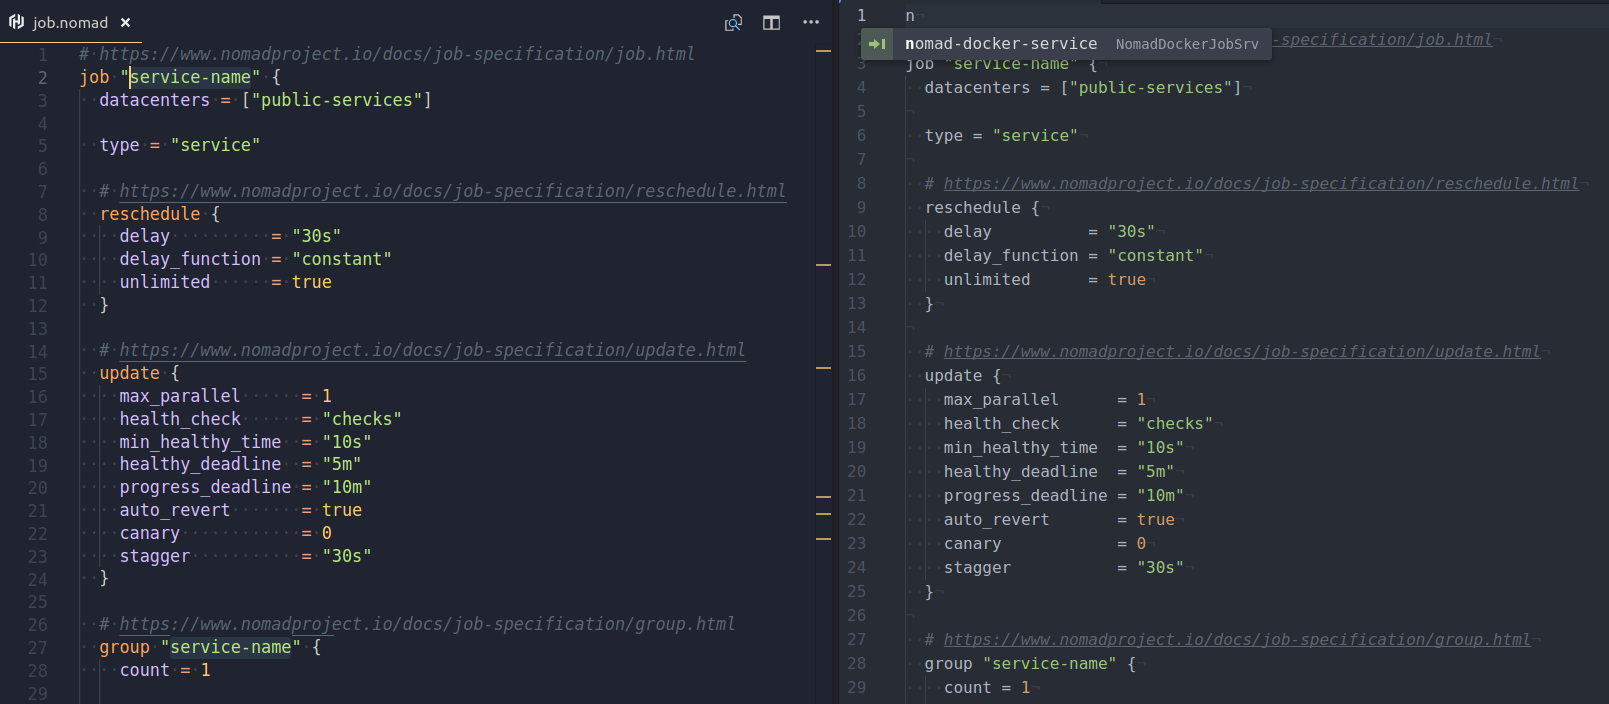 job.nomad ×
1 # https://www.nomadproject.io/docs/job-specification/job.html
2 job "service-name" {
3 datacenters = ["public-services"]
4
5 type = "service"
6
7 # https://www.nomadproject.io/docs/job-specification/reschedule.html
8 reschedule {
9 delay = "30s"
10 delay_function = "constant"
11 unlimited = true
12 }
13
14 # https://www.nomadproject.io/docs/job-specification/update.html
15 update {
16 max_parallel = 1
17 health_check = "checks"
18 min_healthy_time = "10s"
19 healthy_deadline = "5m"
20 progress_deadline = "10m"
21 auto_revert = true
22 canary = 0
23 stagger = "30s"
24 }
25
26 # https://www.nomadproject.io/docs/job-specification/group.html
27 group "service-name" {
28 count = 1
29
1 n
nomad-docker-service NomadDockerJobSrv
-specification/job.html
3 job "service-name" {
4 datacenters = ["public-services"]
5
6 type = "service"
7
8 # https://www.nomadproject.io/docs/job-specification/reschedule.html
9 reschedule {
10 delay = "30s"
11 delay_function = "constant"
12 unlimited = true
13 }
14
15 # https://www.nomadproject.io/docs/job-specification/update.html
16 update {
17 max_parallel = 1
18 health_check = "checks"
19 min_healthy_time = "10s"
20 healthy_deadline = "5m"
21 progress_deadline = "10m"
22 auto_revert = true
23 canary = 0
24 stagger = "30s"
25 }
26
27 # https://www.nomadproject.io/docs/job-specification/group.html
28 group "service-name" {
29 count = 1